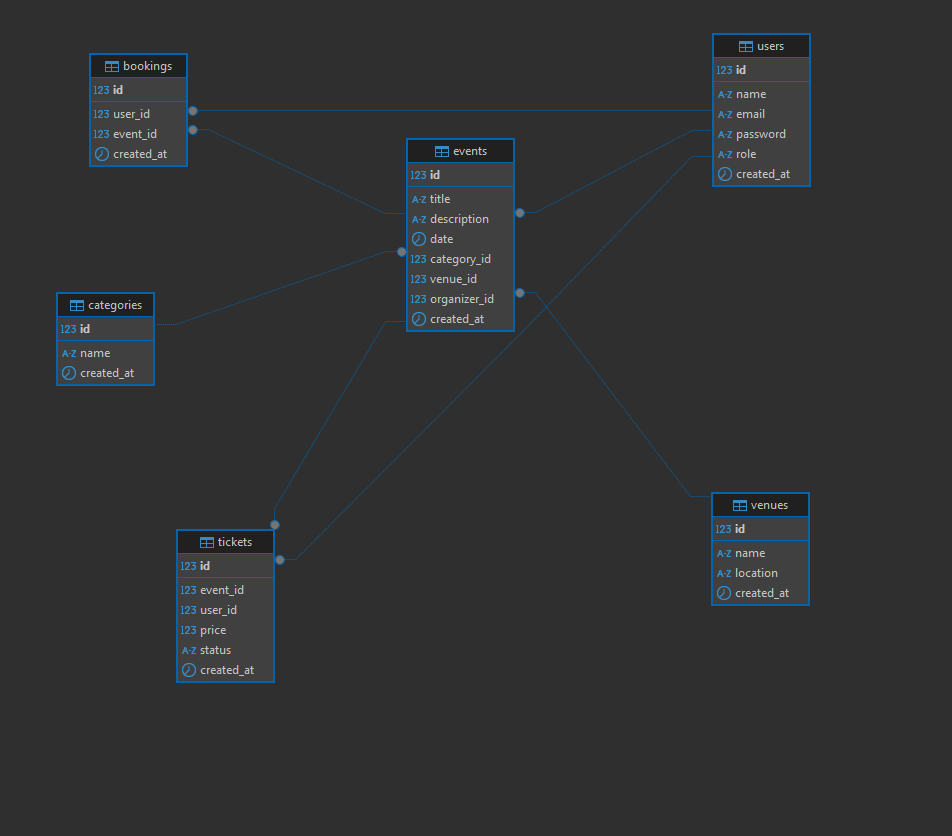 bookings
123 id
123 user_id
123 event_id
created_at
users
123 id
A-Z name
A-Z email
A-Z password
A-Z role
created_at
events
123 id
A-Z title
A-Z description
date
123 category_id
123 venue_id
123 organizer_id
created_at
categories
123 id
A-Z name
created_at
tickets
123 id
123 event_id
123 user_id
123 price
A-Z status
created_at
venues
123 id
A-Z name
A-Z location
created_at